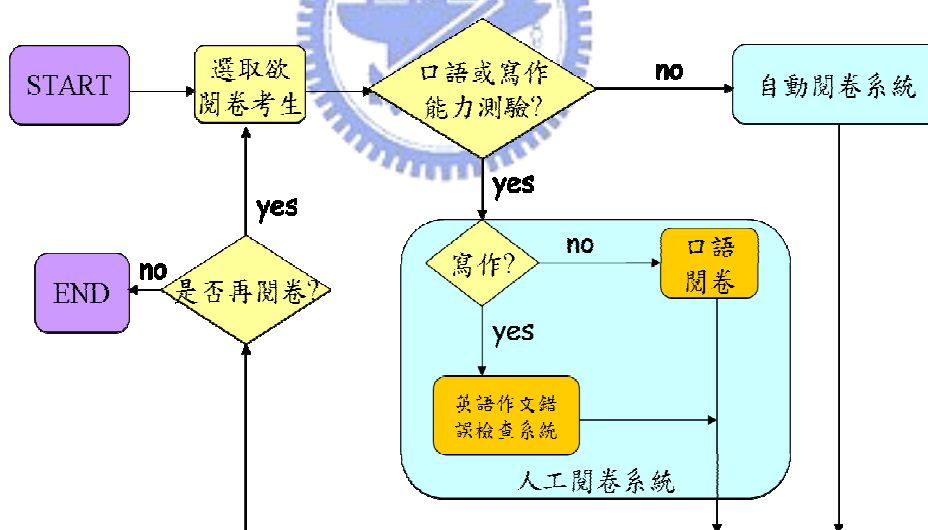 START
選取欲
閱卷考生
口語或寫作
能力測驗?
no
自動閱卷系統
yes
yes
寫作?
no
口語
閱卷
END
no
是否再閱卷?
yes
英語作文錯
誤檢查系統
人工閱卷系統